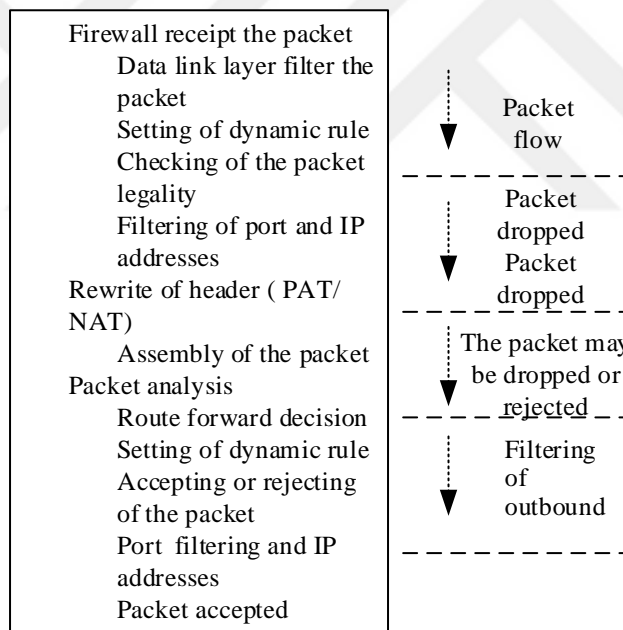 Firewall receipt the packet
Data link layer filter the
packet
Setting of dynamic rule
Checking of the packet
legality
Filtering of port and IP
addresses
Rewrite of header ( PAT/
NAT)
Assembly of the packet
Packet analysis
Route forward decision
Setting of dynamic rule
Accepting or rejecting
of the packet
Port filtering and IP
addresses
Packet accepted
Packet
flow
Packet
dropped
Packet
dropped
The packet may
be dropped or
rejected
Filtering
of
outbound